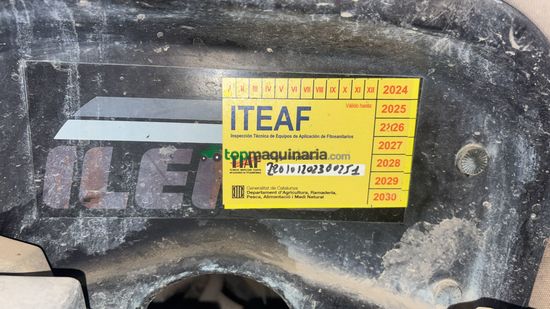 I II III IV V VI VII VIII IX X XI XII 2024
ITEAF
Válido hasta:
2025
Inspección Técnica de Equipos de Aplicación de Fitosanitarios
2026
2027
topmaquinaria.com
ITAF
2028
2029
Generalitat de Catalunya
Departament d'Agricultura, Ramaderia,
Pesca, Alimentació i Medi Natural
2030